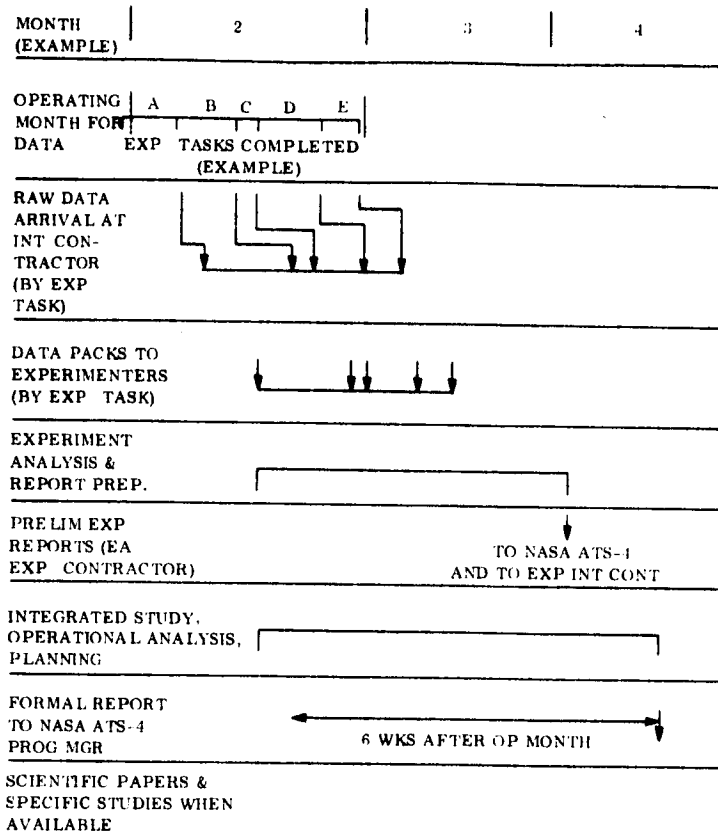 MONTH
(EXAMPLE)
2
3
4
OPERATING
MONTH FOR
DATA
A B C D E
EXP TASKS COMPLETED
(EXAMPLE)
RAW DATA
ARRIVAL AT
INT CON-
TRACTOR
(BY EXP
TASK)
DATA PACKS TO
EXPERIMENTERS
(BY EXP TASK)
EXPERIMENT
ANALYSIS &
REPORT PREP.
PRELIM EXP
REPORTS (EA
EXP CONTRACTOR)
TO NASA ATS-4
AND TO EXP INT CONT
INTEGRATED STUDY,
OPERATIONAL ANALYSIS,
PLANNING
FORMAL REPORT
TO NASA ATS-4
PROG MGR
6 WKS AFTER OP MONTH
SCIENTIFIC PAPERS &
SPECIFIC STUDIES WHEN
AVAILABLE